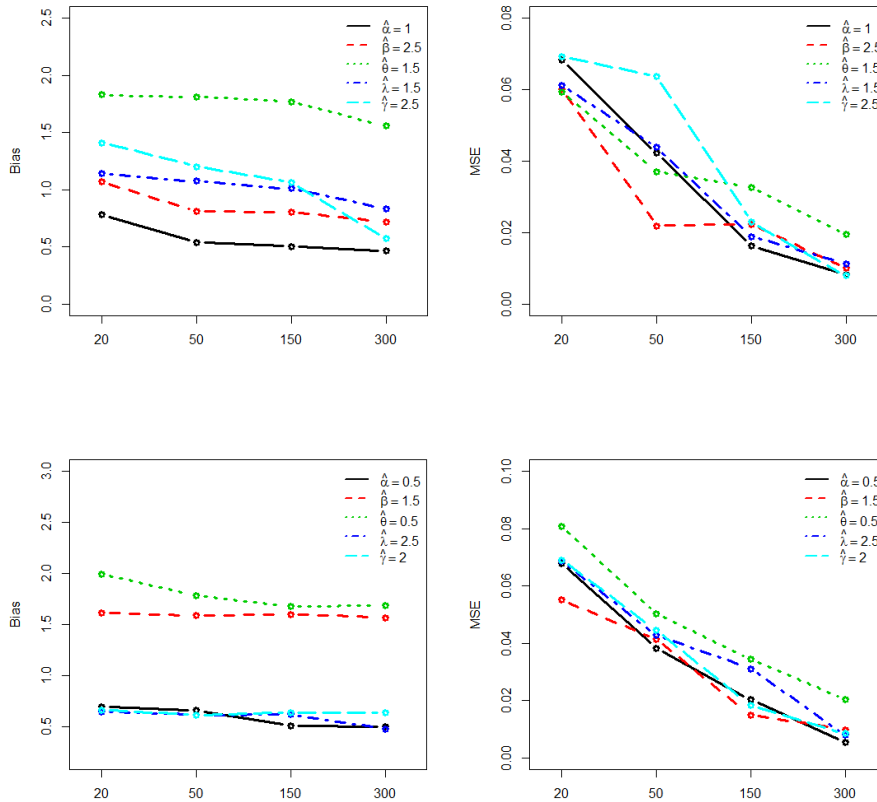 2.5
2.0
1.5
1.0
0.5
0.0
Bias
α̂ = 1
β̂ = 2.5
θ̂ = 1.5
λ̂ = 1.5
γ̂ = 2.5
20 50 150 300
0.08
0.06
0.04
0.02
0.00
MSE
α̂ = 1
β̂ = 2.5
θ̂ = 1.5
λ̂ = 1.5
γ̂ = 2.5
20 50 150 300
3.0
2.5
2.0
1.5
1.0
0.5
Bias
α̂ = 0.5
β̂ = 1.5
θ̂ = 0.5
λ̂ = 2.5
γ̂ = 2
20 50 150 300
0.10
0.08
0.06
0.04
0.02
0.00
MSE
α̂ = 0.5
β̂ = 1.5
θ̂ = 0.5
λ̂ = 2.5
γ̂ = 2
20 50 150 300